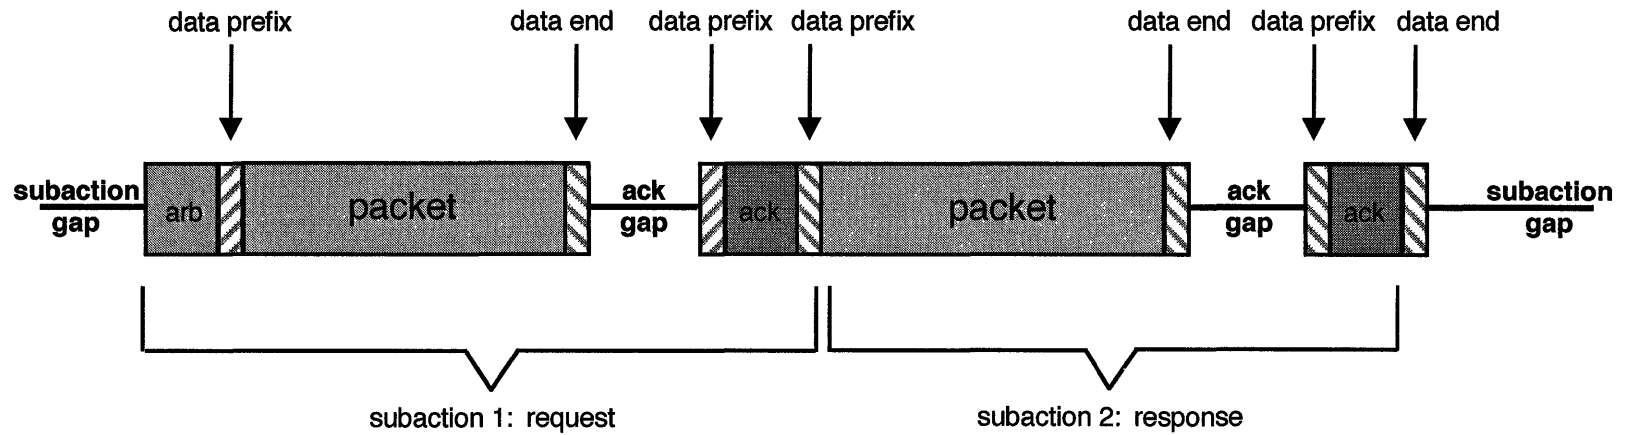 data prefix data end data prefix data prefix data end data prefix data end
subaction gap arb packet ack gap ack packet ack gap ack subaction gap
subaction 1: request subaction 2: response